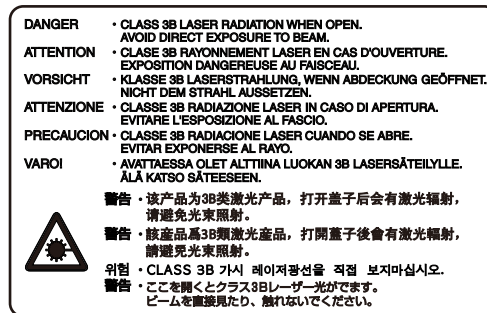 DANGER · CLASS 3B LASER RADIATION WHEN OPEN.
AVOID DIRECT EXPOSURE TO BEAM.
ATTENTION · CLASE 3B RAYONNEMENT LASER EN CAS D'OUVERTURE.
EXPOSITION DANGEREUSE AU FAISCEAU.
VORSICHT · KLASSE 3B LASERSTRAHLUNG, WENN ABDECKUNG GEÖFFNET.
NICHT DEM STRAHL AUSSETZEN.
ATTENZIONE · CLASSE 3B RADIAZIONE LASER IN CASO DI APERTURA.
EVITARE L'ESPOSIZIONE AL FASCIO.
PRECAUCION · CLASSE 3B RADIACION LASER CUANDO SE ABRE.
EVITAR EXPONERSE AL RAYO.
VAROI · AVATTAESSA OLET ALTTIINA LUOKAN 3B LASERSÄTEILYLLE.
ÄLÄ KATSO SÄTEESEEN.
警告 · 该产品为3B类激光产品，打开盖子后会有激光辐射，
请避免光束照射。
警告 · 該産品爲3B類激光産品，打開蓋子後會有激光輻射，
請避免光束照射。
위험 · CLASS 3B 가시 레이저광선을 직접 보지마십시오.
警告 · ここを開くとクラス3Bレーザー光がでます。
ビームを直接見たり、触れないでください。